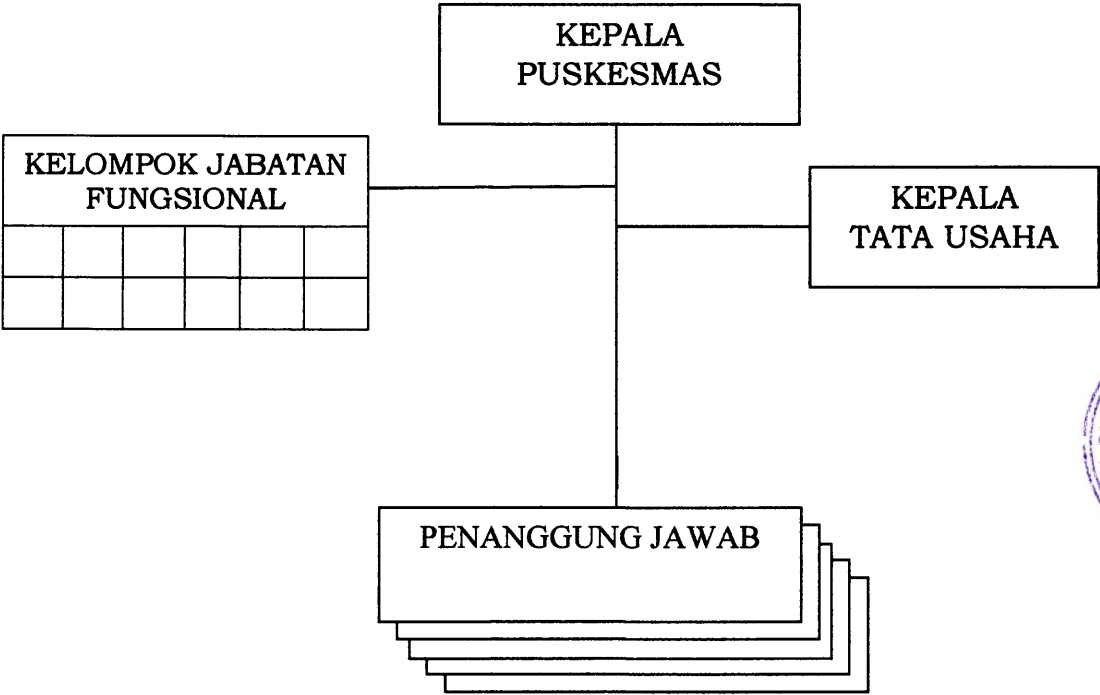 KEPALA
PUSKESMAS
KELOMPOK JABATAN
FUNGSIONAL
KEPALA
TATA USAHA
PENANGGUNG JAWAB